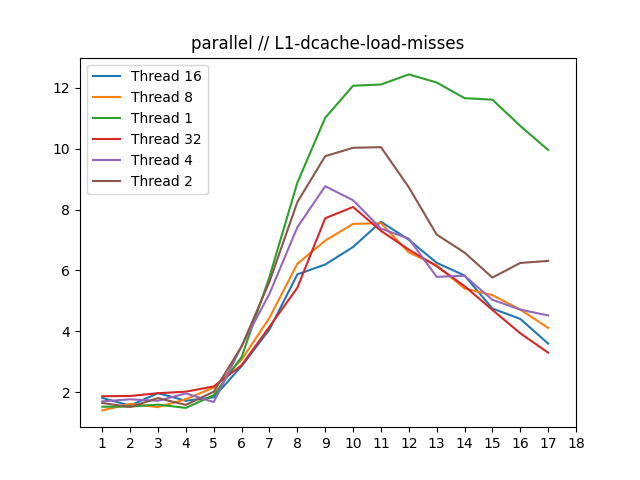 parallel // L1-dcache-load-misses
Thread 16
Thread 8
Thread 1
Thread 32
Thread 4
Thread 2
12
10
8
6
4
2
1 2 3 4 5 6 7 8 9 10 11 12 13 14 15 16 17 18